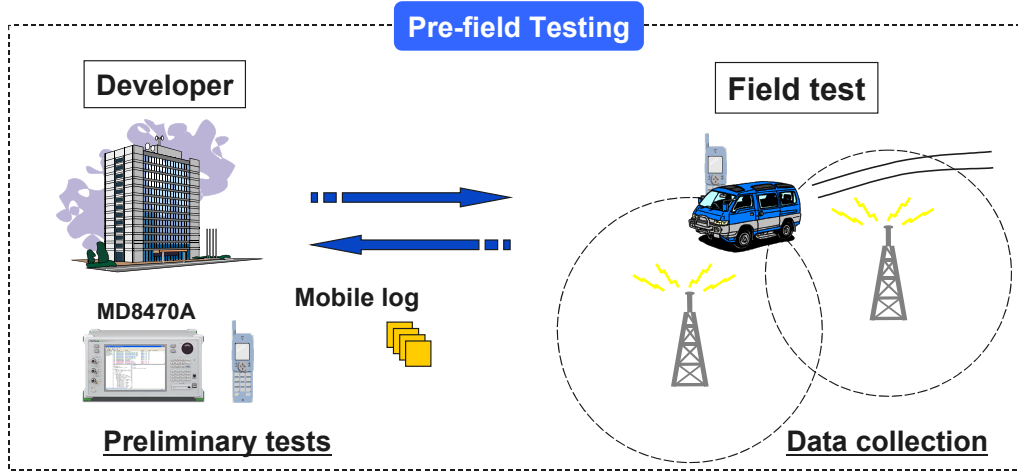 Pre-field Testing
Developer
Field test
MD8470A
Mobile log
Preliminary tests
Data collection